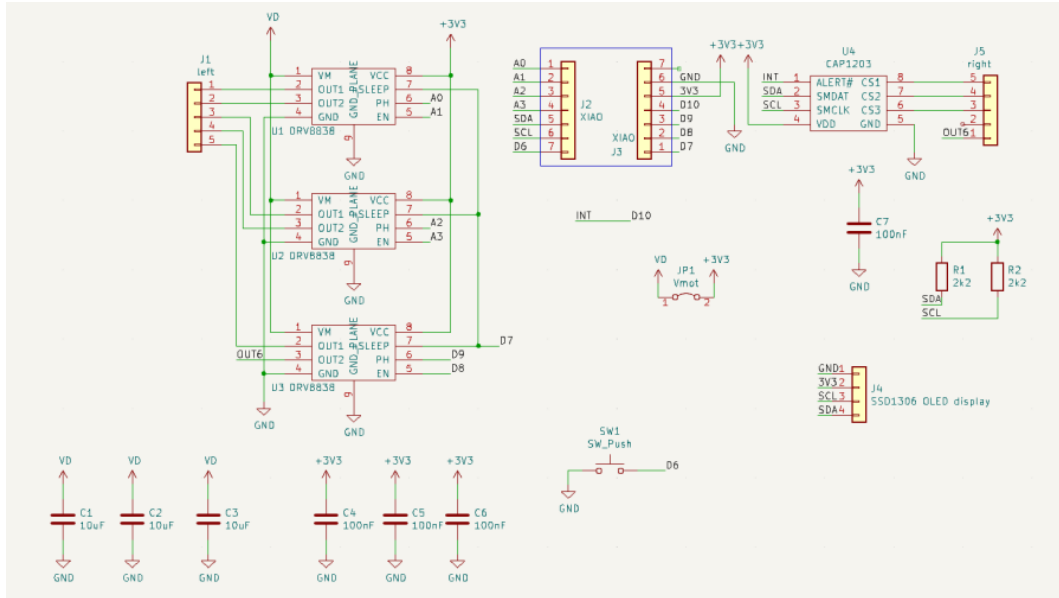 VD
+3V3
J1
left
1
2
3
4
5
1 VM VCC 8
2 OUT1 nSLEEP 7
3 OUT2 PH 6 A0
4 GND EN 5 A1
GND_PLANE
9
U1 DRV8838
GND
1 VM VCC 8
2 OUT1 nSLEEP 7
3 OUT2 PH 6 A2
4 GND EN 5 A3
GND_PLANE
9
U2 DRV8838
GND
1 VM VCC 8
2 OUT1 nSLEEP 7 D7
OUT6 3 OUT2 PH 6 D9
4 GND EN 5 D8
GND_PLANE
9
U3 DRV8838
GND
GND
A0 1
A1 2
A2 3
A3 4
SDA 5
SCL 6
D6 7
J2
XIAO
7
6 GND
5 3V3
4 D10
3 D9
2 D8
1 D7
XIAO
J3
+3V3
GND
INT D10
+3V3
U4
CAP1203
INT 1 ALERT# CS1 8
SDA 2 SMDAT CS2 7
SCL 3 SMCLK CS3 6
4 VDD GND 5
GND
J5
right
5
4
3
2
OUT6 1
VD
+3V3
JP1
Vmot
1 2
+3V3
C7
100nF
GND
+3V3
R1
2k2
R2
2k2
SDA
SCL
GND 1
3V3 2
SCL 3
SDA 4
J4
SSD1306 OLED display
SW1
SW_Push
D6
GND
VD
C1
10uF
GND
VD
C2
10uF
GND
VD
C3
10uF
GND
+3V3
C4
100nF
GND
+3V3
C5
100nF
GND
+3V3
C6
100nF
GND